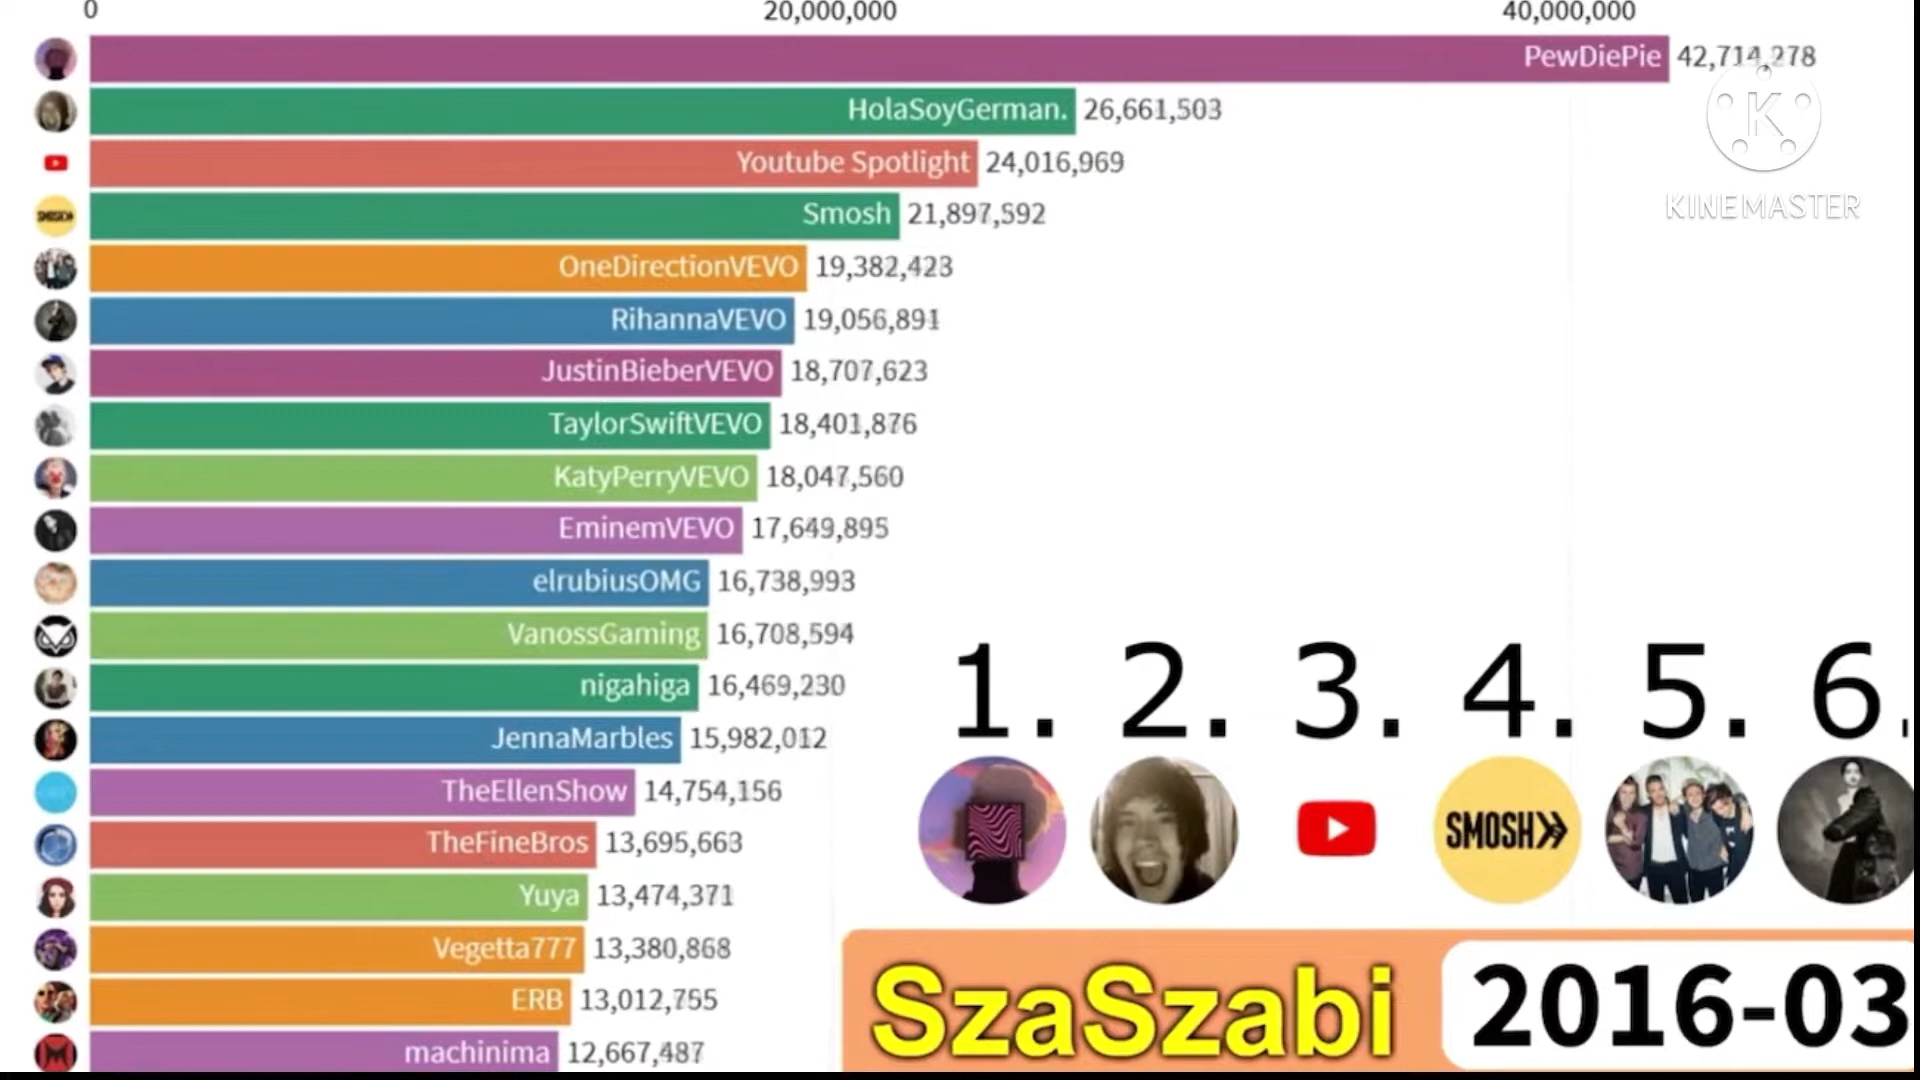 0 20,000,000 40,000,000
PewDiePie 42,714,278
HolaSoyGerman. 26,661,503
Youtube Spotlight 24,016,969
Smosh 21,897,592
OneDirectionVEVO 19,382,423
RihannaVEVO 19,056,891
JustinBieberVEVO 18,707,623
TaylorSwiftVEVO 18,401,876
KatyPerryVEVO 18,047,560
EminemVEVO 17,649,895
elrubiusOMG 16,738,993
VanossGaming 16,708,594
nigahiga 16,469,230
JennaMarbles 15,982,012
TheEllenShow 14,754,156
TheFineBros 13,695,663
Yuya 13,474,371
Vegetta777 13,380,868
ERB 13,012,755
machinima 12,667,487
K
KINEMASTER
1. 2. 3. 4. 5. 6.
SMOSH
SzaSzabi 2016-03